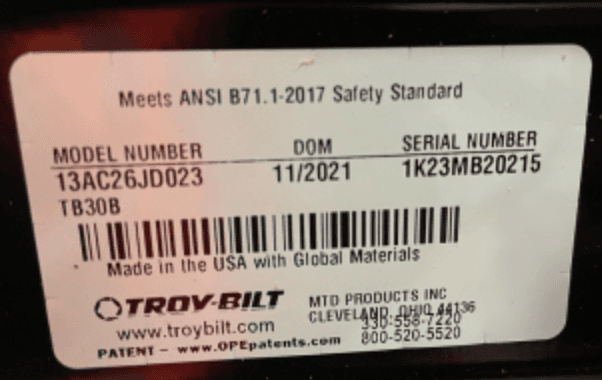 Meets ANSI B71.1-2017 Safety Standard
MODEL NUMBER DOM SERIAL NUMBER
13AC26JD023 11/2021 1K23MB20215
TB30B
Made in the USA with Global Materials
TROY-BILT MTD PRODUCTS INC
CLEVELAND, OHIO 44136
www.troybilt.com 330-558-7220
PATENT - www.OPEpatents.com 800-520-5520